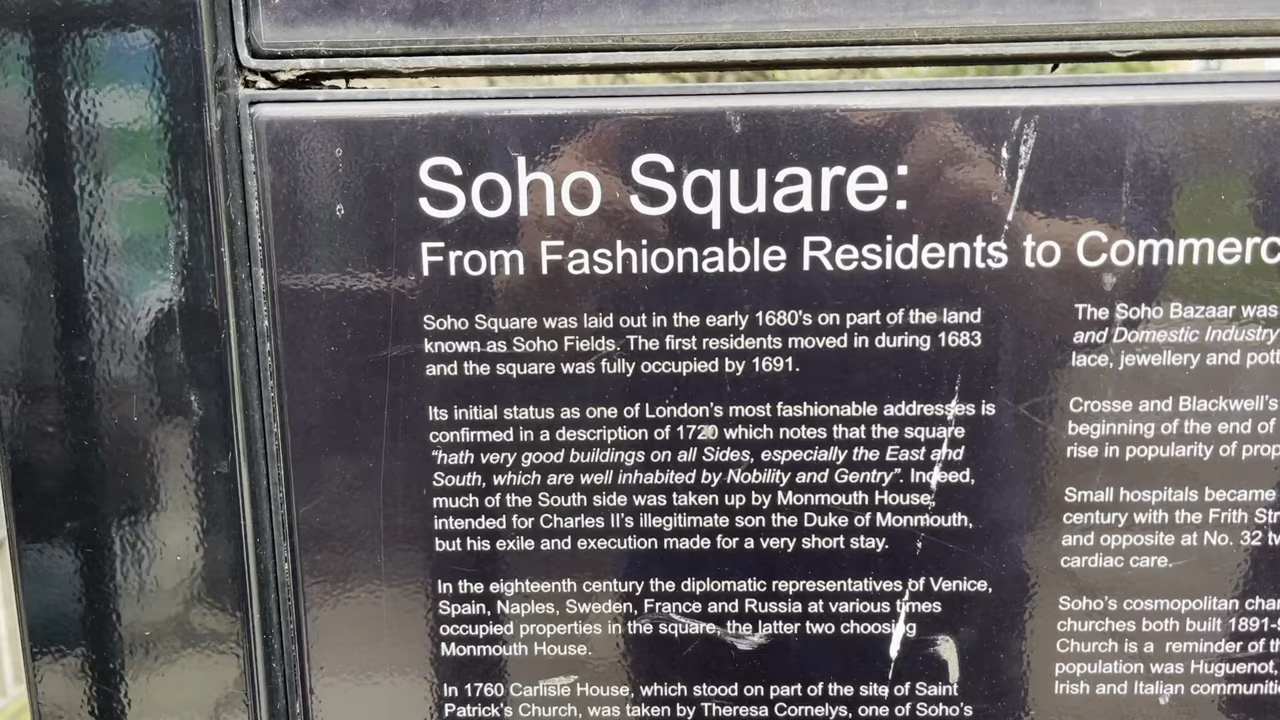 Soho Square:
From Fashionable Residents to Commerc
Soho Square was laid out in the early 1680's on part of the land
known as Soho Fields. The first residents moved in during 1683
and the square was fully occupied by 1691.
Its initial status as one of London's most fashionable addresses is
confirmed in a description of 1720 which notes that the square
"hath very good buildings on all Sides, especially the East and
South, which are well inhabited by Nobility and Gentry". Indeed,
much of the South side was taken up by Monmouth House,
intended for Charles II's illegitimate son the Duke of Monmouth,
but his exile and execution made for a very short stay.
In the eighteenth century the diplomatic representatives of Venice,
Spain, Naples, Sweden, France and Russia at various times
occupied properties in the square, the latter two choosing
Monmouth House.
In 1760 Carlisle House, which stood on part of the site of Saint
Patrick's Church, was taken by Theresa Cornelys, one of Soho's
The Soho Bazaar was
and Domestic Industry
lace, jewellery and pott
Crosse and Blackwell's
beginning of the end of
rise in popularity of prop
Small hospitals became
century with the Frith Str
and opposite at No. 32 tw
cardiac care.
Soho's cosmopolitan char
churches both built 1891-9
Church is a reminder of th
population was Huguenot,
Irish and Italian communiti